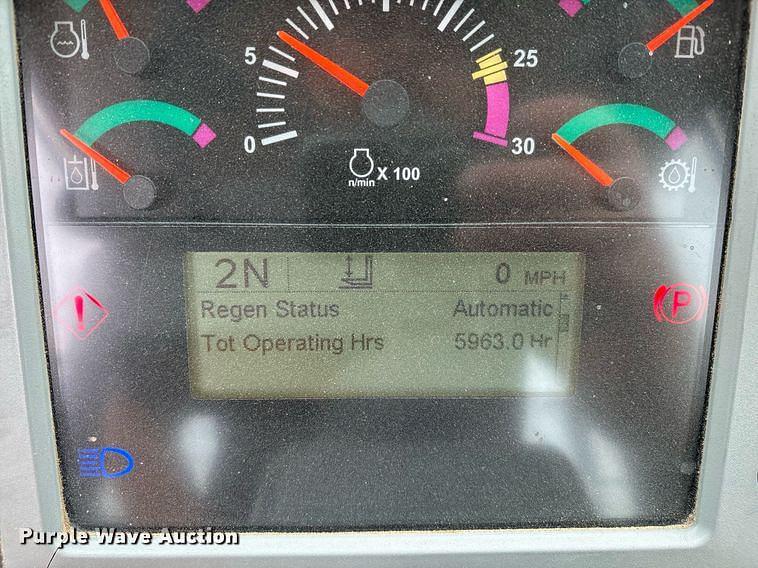 5
25
0
30
n/min X 100
2N 0 MPH
Regen Status Automatic
Tot Operating Hrs 5963.0 Hr
!
P
Purple Wave Auction